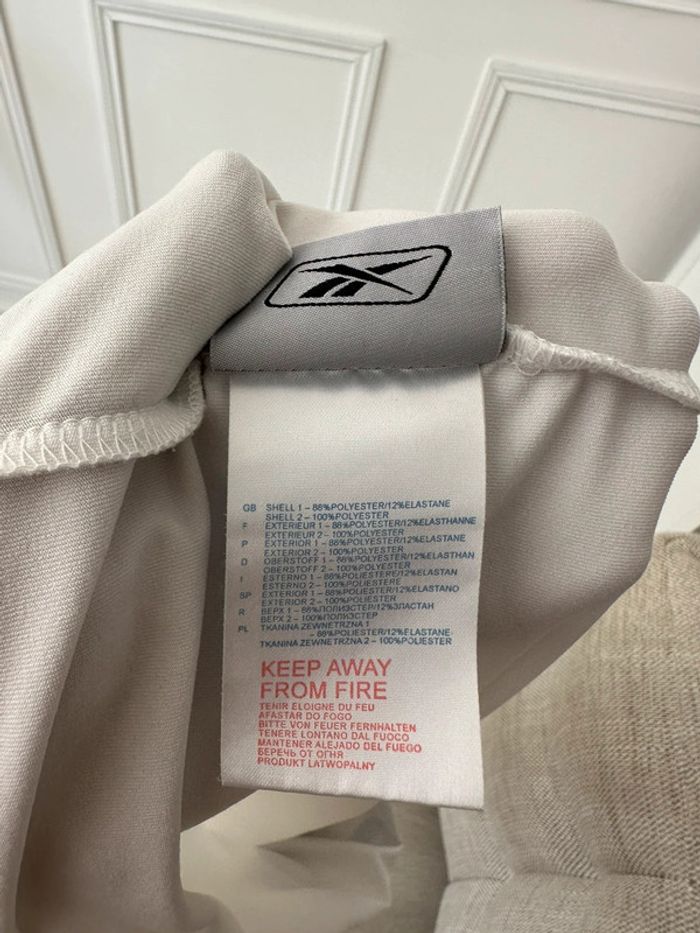 GB SHELL 1 – 88%POLYESTER/12%ELASTANE
SHELL 2 – 100%POLYESTER
F EXTERIEUR 1 – 88%POLYESTER/12%ELASTHANNE
EXTERIEUR 2 – 100%POLYESTER
P EXTERIOR 1 – 88%POLYESTER/12%ELASTANE
EXTERIOR 2 – 100%POLYESTER
D OBERSTOFF 1 – 88%POLYESTER/12%ELASTHAN
OBERSTOFF 2 – 100%POLYESTER
I ESTERNO 1 – 88%POLIESTERE/12%ELASTAN
ESTERNO 2 – 100%POLIESTERE
SP EXTERIOR 1 – 88%POLYESTER/12%ELASTANO
EXTERIOR 2 – 100%POLIESTER
R ВЕРХ 1 – 88%ПОЛИЭСТЕР/12%ЭЛАСТАН
ВЕРХ 2 – 100%ПОЛИЭСТЕР
PL TKANINA ZEWNETRZNA 1
– 88%POLIESTER/12%ELASTANE
TKANINA ZEWNETRZNA 2 – 100%POLIESTER
KEEP AWAY
FROM FIRE
TENIR ELOIGNE DU FEU
AFASTAR DO FOGO
BITTE VON FEUER FERNHALTEN
TENERE LONTANO DAL FUOCO
MANTENER ALEJADO DEL FUEGO
БЕРЕЧЬ ОТ ОГНЯ
PRODUKT LATWOPALNY